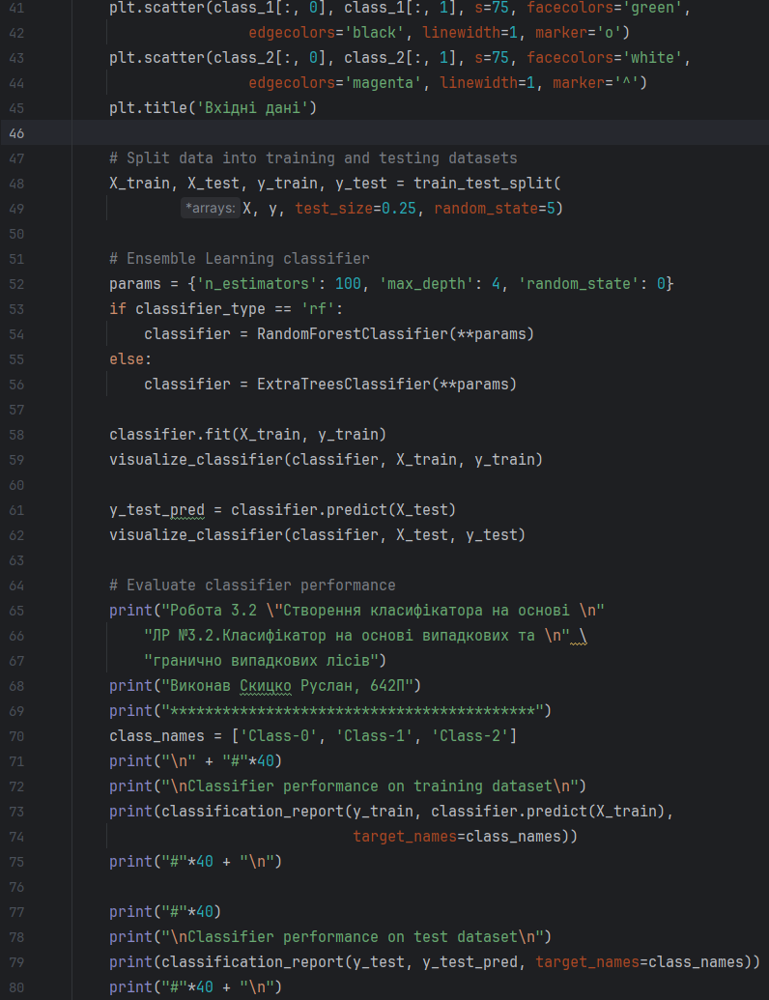 41 plt.scatter(class_1[:, 0], class_1[:, 1], s=75, facecolors='green',
42 edgecolors='black', linewidth=1, marker='o')
43 plt.scatter(class_2[:, 0], class_2[:, 1], s=75, facecolors='white',
44 edgecolors='magenta', linewidth=1, marker='^')
45 plt.title('Вхідні дані')
46
47 # Split data into training and testing datasets
48 X_train, X_test, y_train, y_test = train_test_split(
49 *arrays: X, y, test_size=0.25, random_state=5)
50
51 # Ensemble Learning classifier
52 params = {'n_estimators': 100, 'max_depth': 4, 'random_state': 0}
53 if classifier_type == 'rf':
54 classifier = RandomForestClassifier(**params)
55 else:
56 classifier = ExtraTreesClassifier(**params)
57
58 classifier.fit(X_train, y_train)
59 visualize_classifier(classifier, X_train, y_train)
60
61 y_test_pred = classifier.predict(X_test)
62 visualize_classifier(classifier, X_test, y_test)
63
64 # Evaluate classifier performance
65 print("Робота 3.2 \"Створення класифікатора на основі \n"
66 "ЛР №3.2.Класифікатор на основі випадкових та \n" \
67 "гранично випадкових лісів")
68 print("Виконав Скицко Руслан, 642П")
69 print("******************************************")
70 class_names = ['Class-0', 'Class-1', 'Class-2']
71 print("\n" + "#"*40)
72 print("\nClassifier performance on training dataset\n")
73 print(classification_report(y_train, classifier.predict(X_train),
74 target_names=class_names))
75 print("#"*40 + "\n")
76
77 print("#"*40)
78 print("\nClassifier performance on test dataset\n")
79 print(classification_report(y_test, y_test_pred, target_names=class_names))
80 print("#"*40 + "\n")